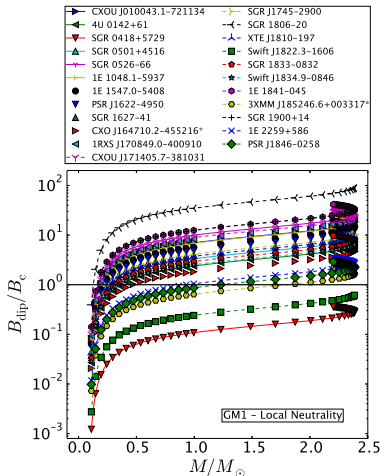 CXOU J010043.1-721134
4U 0142+61
SGR 0418+5729
SGR 0501+4516
SGR 0526-66
1E 1048.1-5937
1E 1547.0-5408
PSR J1622-4950
SGR 1627-41
CXO J164710.2-455216*
1RXS J170849.0-400910
CXOU J171405.7-381031
SGR J1745-2900
SGR 1806-20
XTE J1810-197
Swift J1822.3-1606
SGR 1833-0832
Swift J1834.9-0846
1E 1841-045
3XMM J185246.6+003317*
SGR 1900+14
1E 2259+586
PSR J1846-0258
10²
10¹
10⁰
10⁻¹
10⁻²
10⁻³
B_dip/B_c
GM1 - Local Neutrality
0.0 0.5 1.0 1.5 2.0 2.5
M/M_⊙